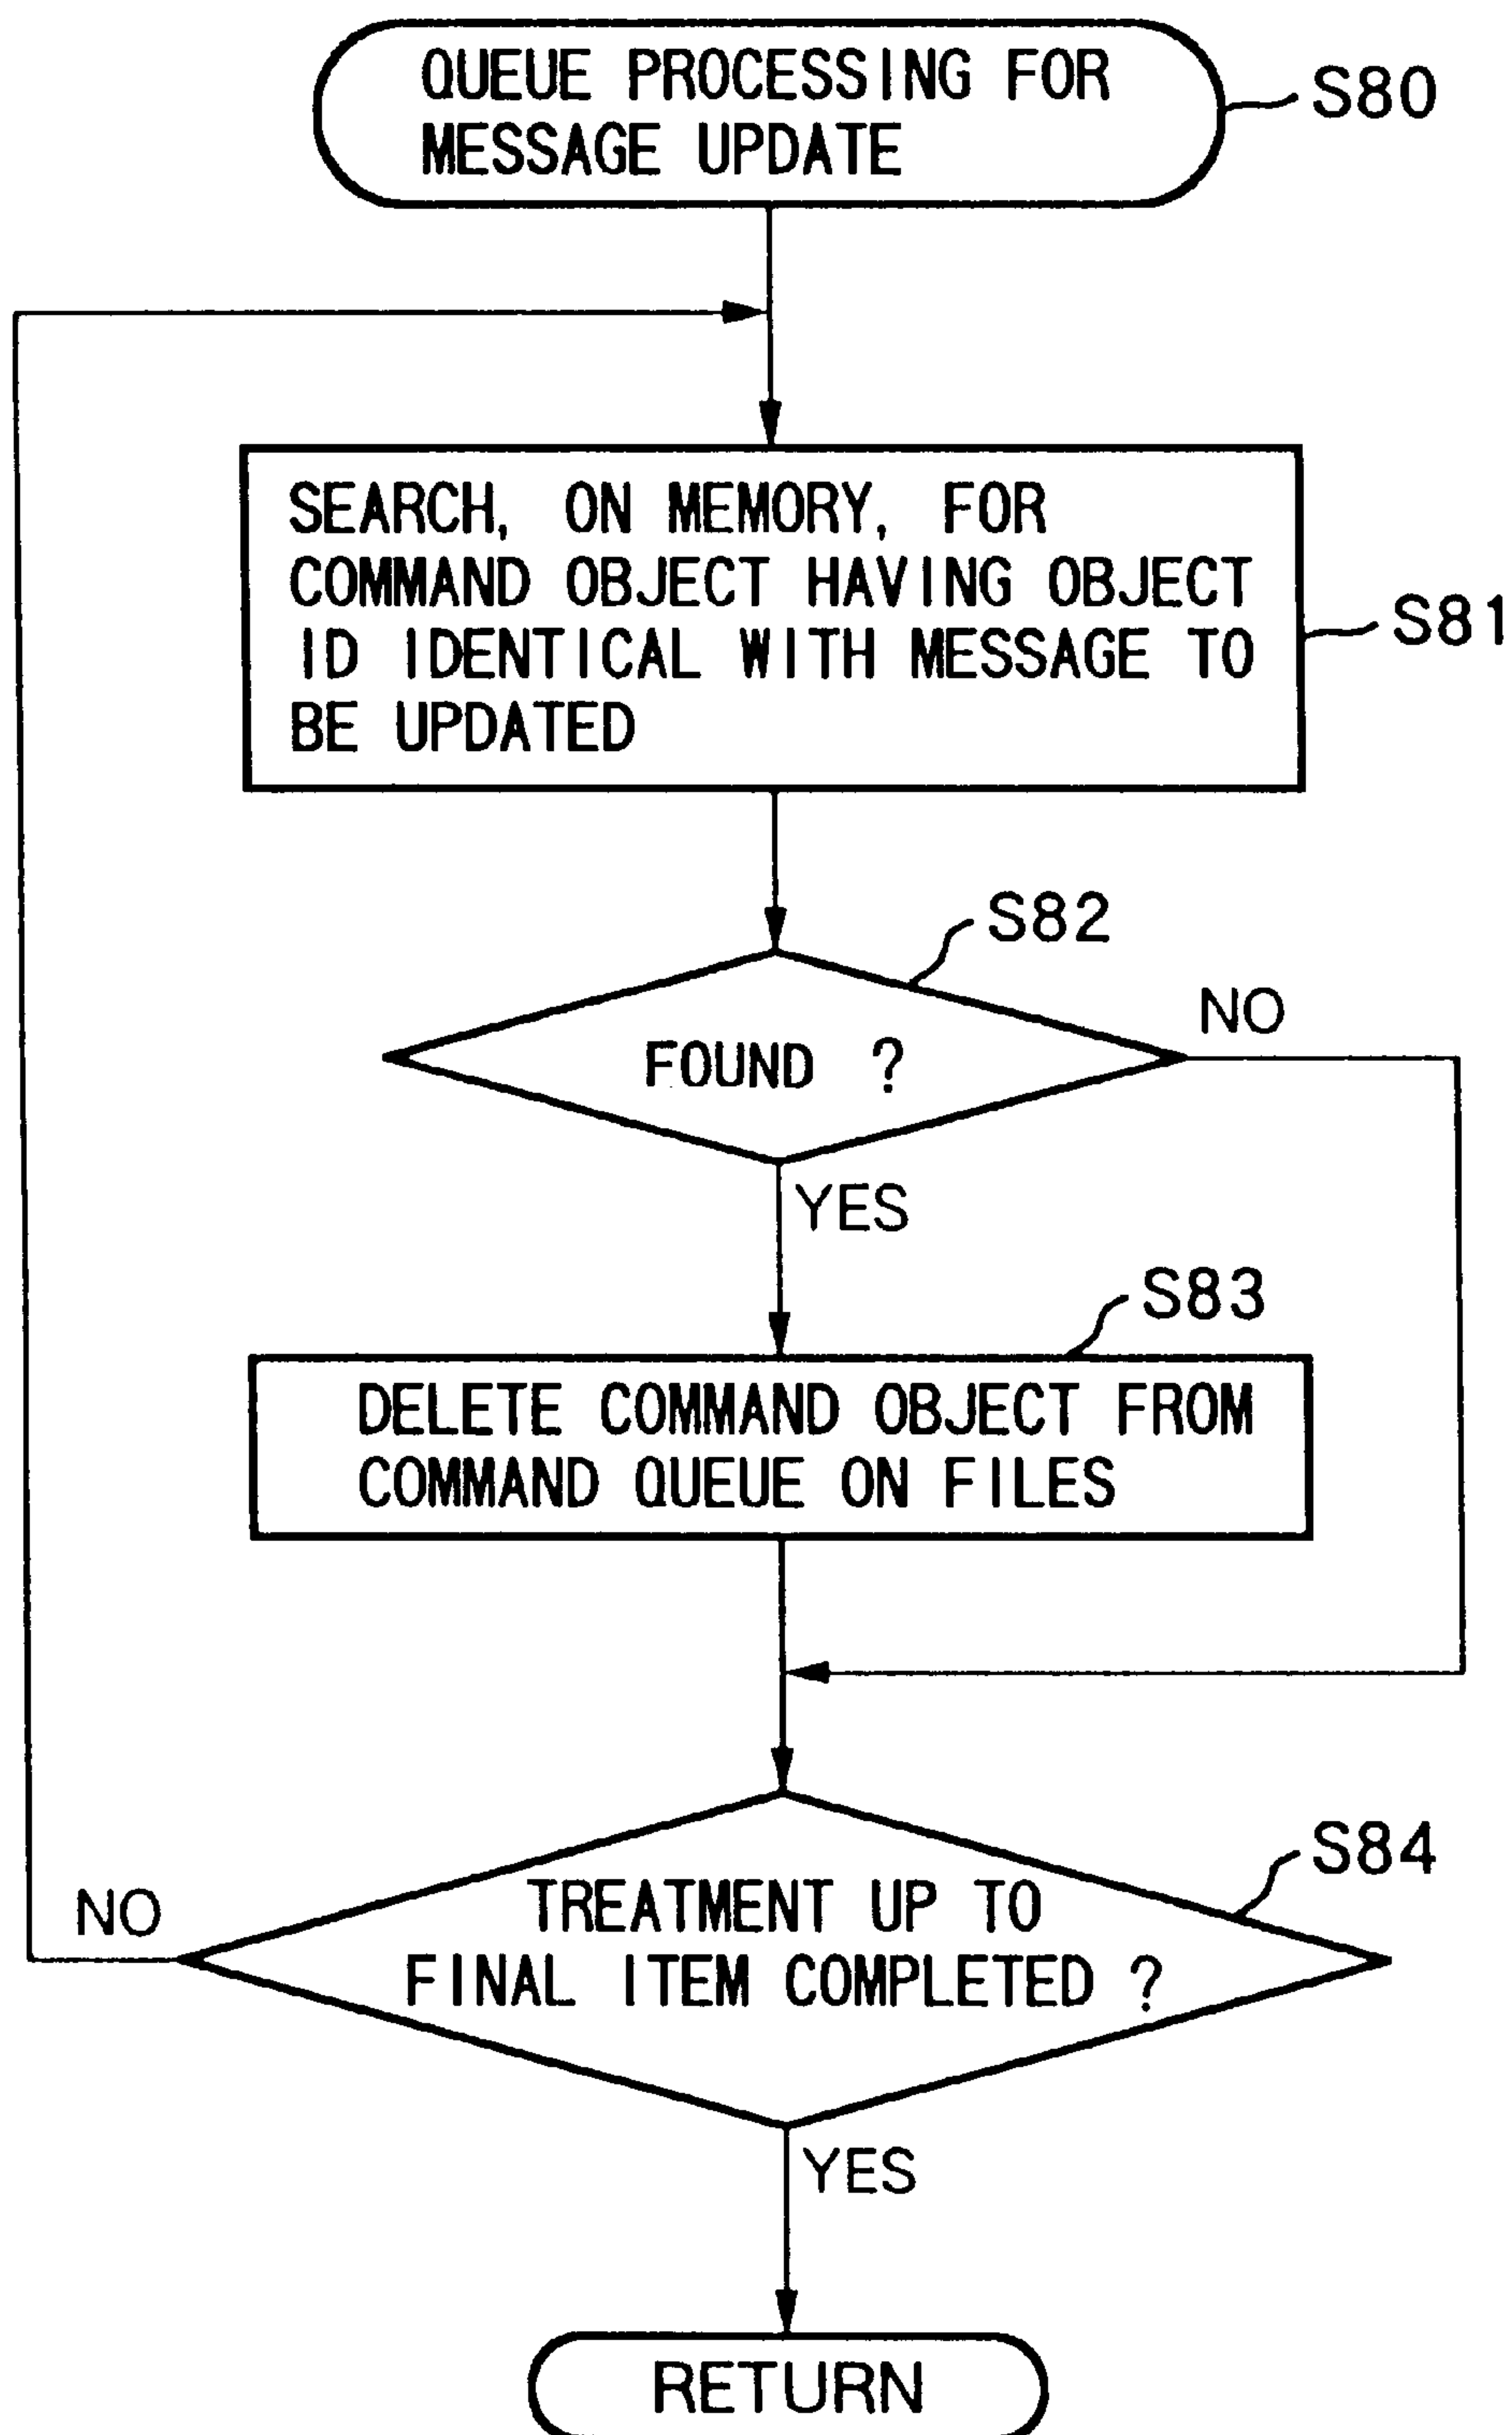 QUEUE PROCESSING FOR
MESSAGE UPDATE
S80
SEARCH, ON MEMORY, FOR
COMMAND OBJECT HAVING OBJECT
ID IDENTICAL WITH MESSAGE TO
BE UPDATED
S81
S82
FOUND ?
NO
YES
S83
DELETE COMMAND OBJECT FROM
COMMAND QUEUE ON FILES
S84
TREATMENT UP TO
FINAL ITEM COMPLETED ?
NO
YES
RETURN